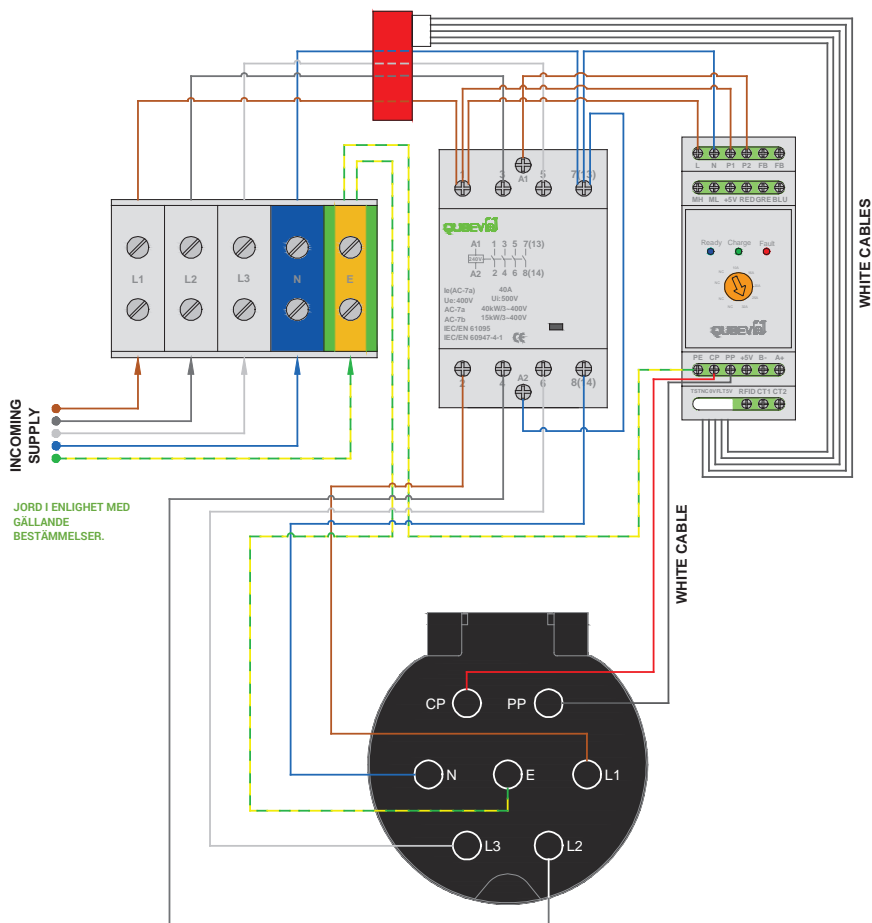 1 3 5 7(13)
A1
L N P1 P2 FB FB
MH ML +5V RED GRE BLU
WHITE CABLES
QUBEV
A1 1 3 5 7(13)
240V
A2 2 4 6 8(14)
Ie(AC-7a) 40A
Ue: 400V Ui: 500V
AC-7a 40kW/3~400V
AC-7b 15kW/3~400V
IEC/EN 61095
IEC/EN 60947-4-1 CE
Ready Charge Fault
QUBEV
L1 L2 L3 N E
2 4 6 8(14)
A2
PE CP PP +5V B- A+
RFID CT1 CT2
INCOMING
SUPPLY
JORD I ENLIGHET MED
GÄLLANDE
BESTÄMMELSER.
WHITE CABLE
CP PP
N E L1
L3 L2